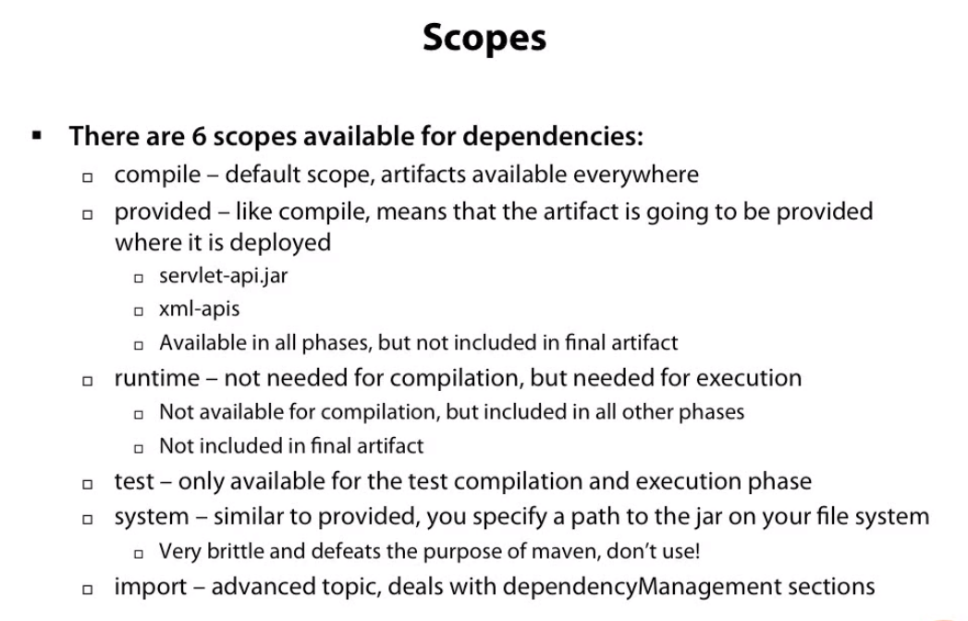 Scopes
▪ There are 6 scopes available for dependencies:
▫ compile – default scope, artifacts available everywhere
▫ provided – like compile, means that the artifact is going to be provided
where it is deployed
▫ servlet-api.jar
▫ xml-apis
▫ Available in all phases, but not included in final artifact
▫ runtime – not needed for compilation, but needed for execution
▫ Not available for compilation, but included in all other phases
▫ Not included in final artifact
▫ test – only available for the test compilation and execution phase
▫ system – similar to provided, you specify a path to the jar on your file system
▫ Very brittle and defeats the purpose of maven, don’t use!
▫ import – advanced topic, deals with dependencyManagement sections